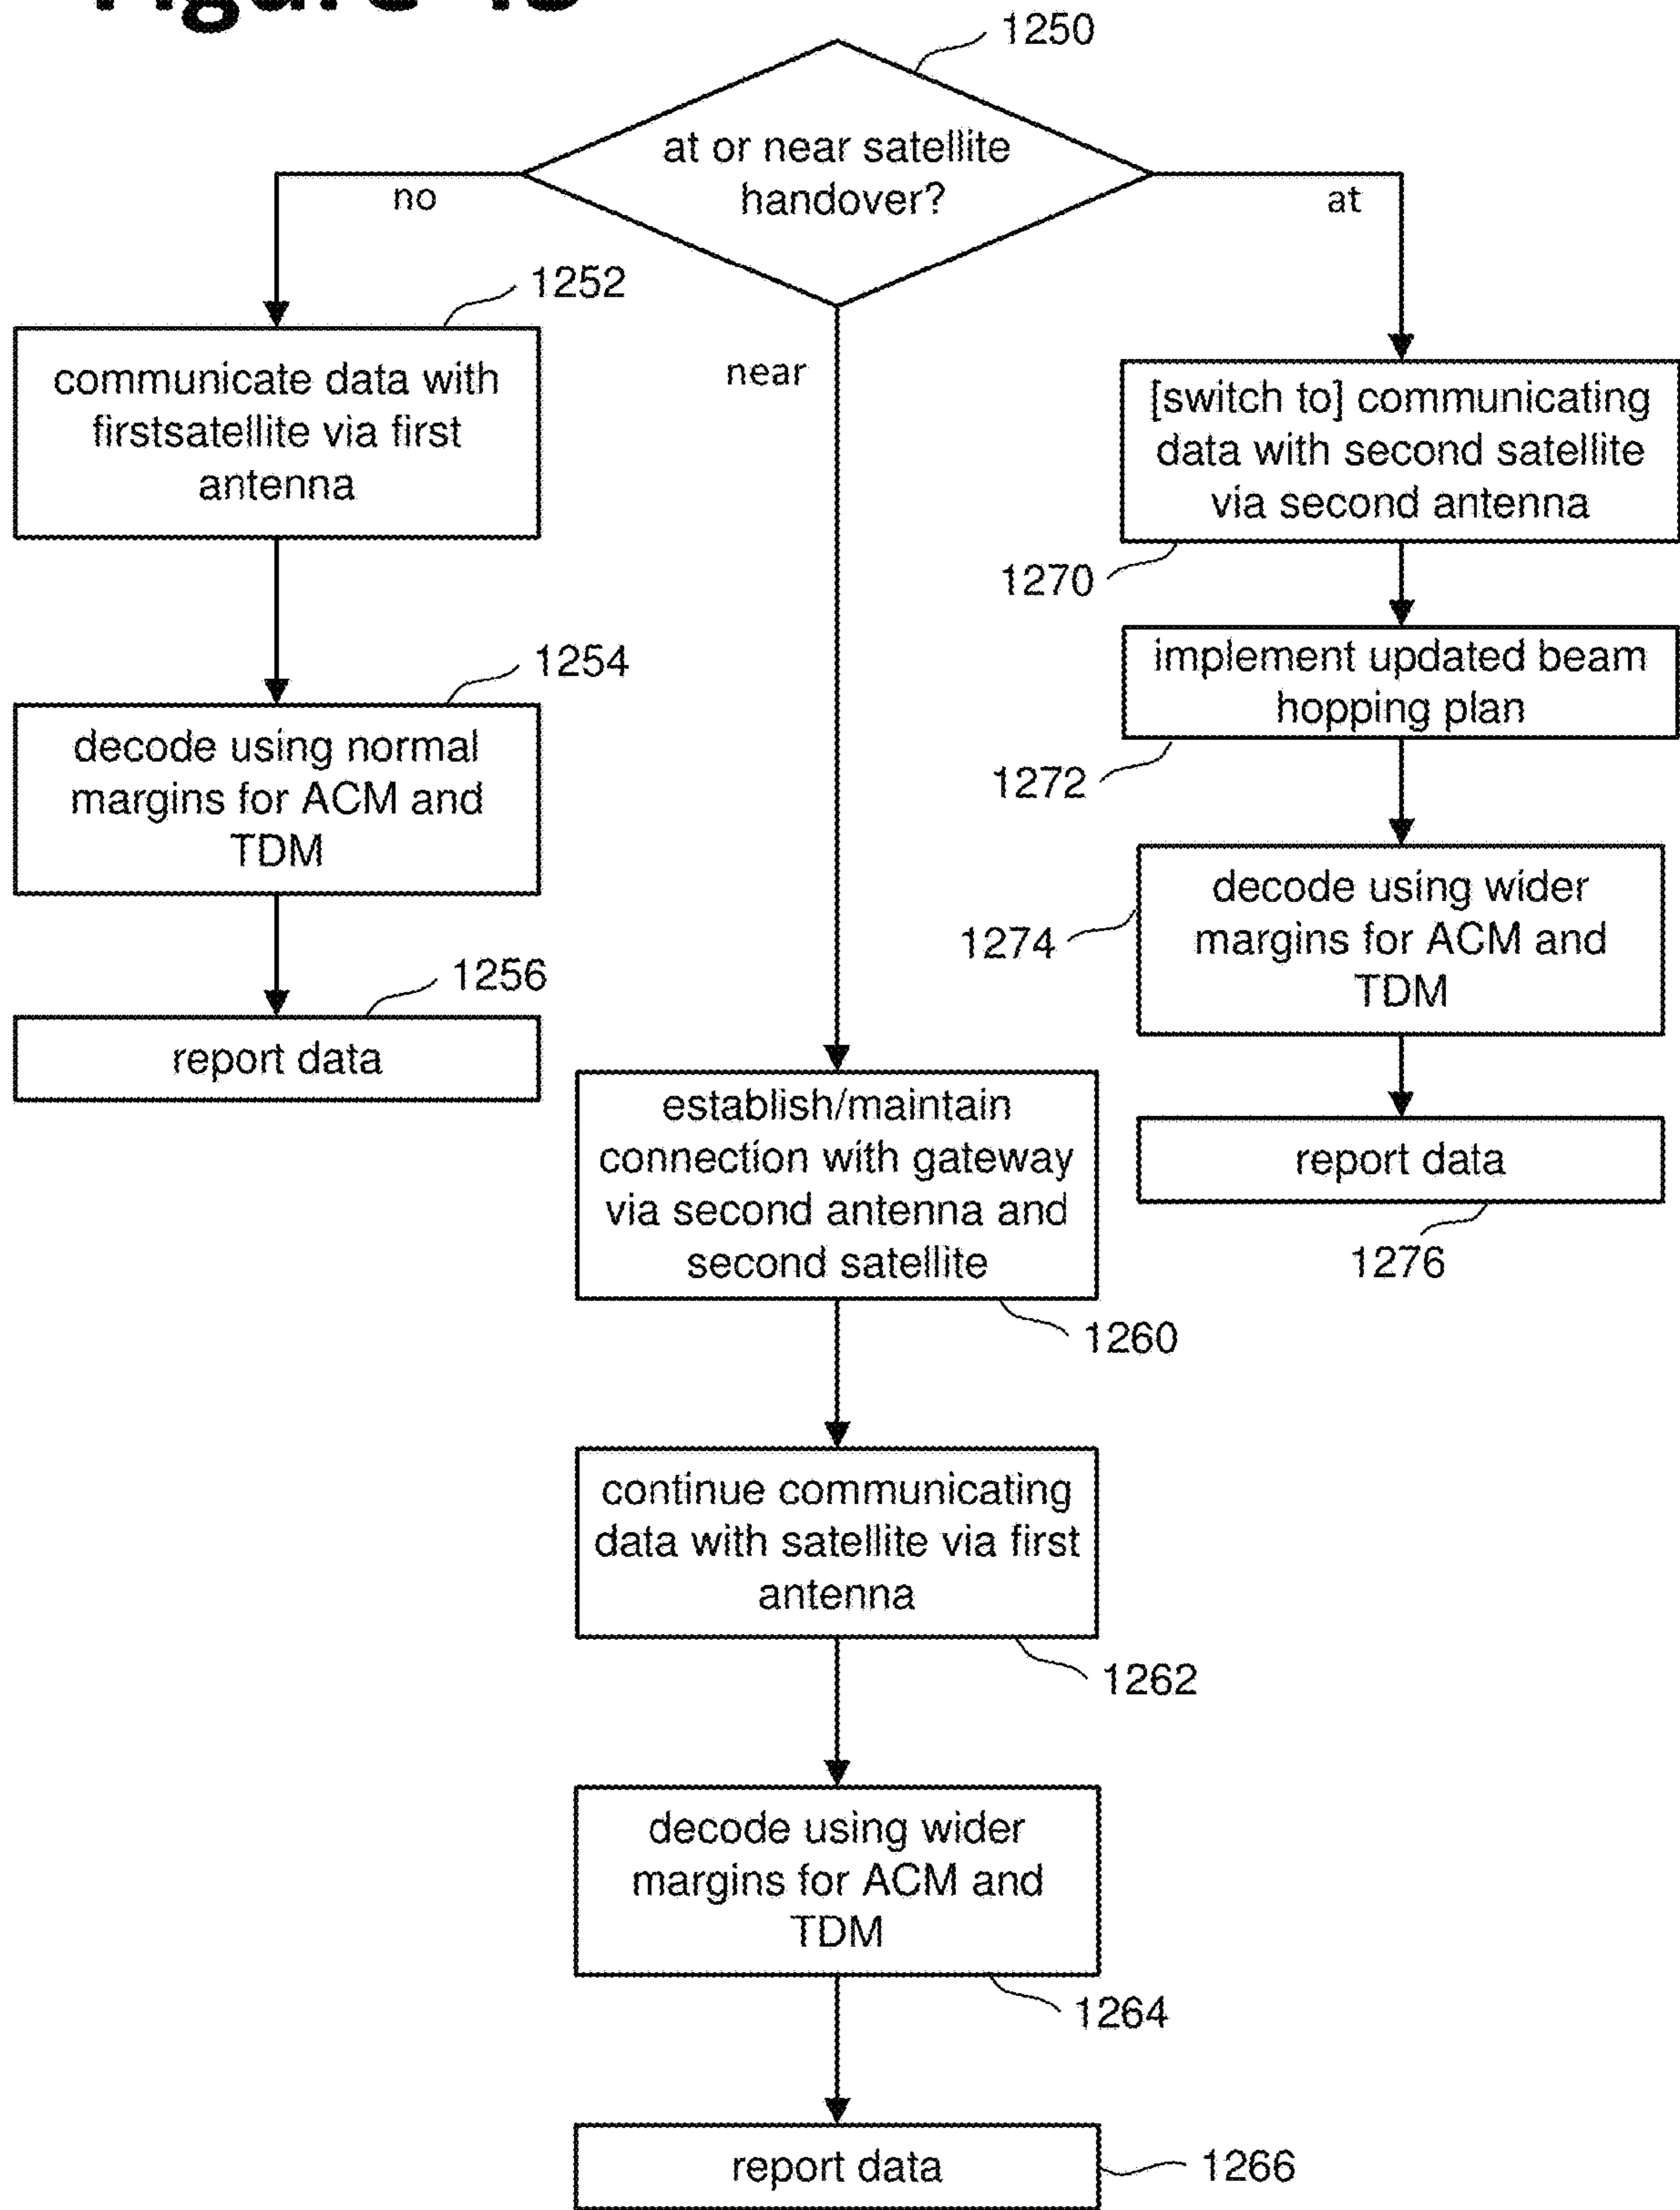 1250
at or near satellite
handover?
no
at
near
1252
communicate data with
firstsatellite via first
antenna
[switch to] communicating
data with second satellite
via second antenna
1270
1254
decode using normal
margins for ACM and
TDM
implement updated beam
hopping plan
1272
1256
report data
decode using wider
margins for ACM and
TDM
1274
report data
1276
establish/maintain
connection with gateway
via second antenna and
second satellite
1260
continue communicating
data with satellite via first
antenna
1262
decode using wider
margins for ACM and
TDM
1264
report data
1266